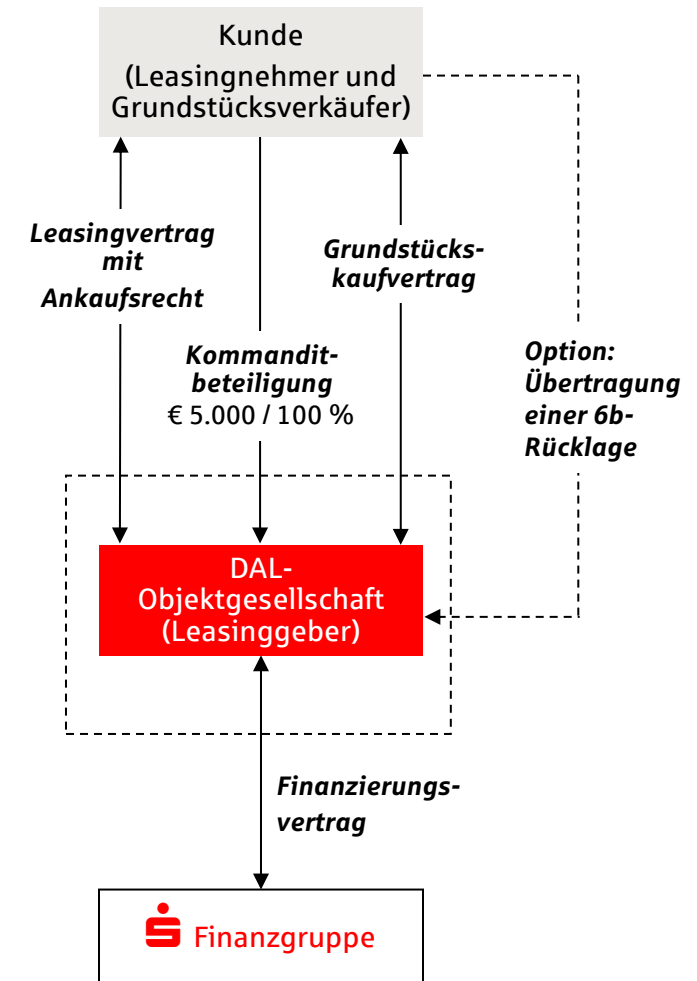 Kunde
(Leasingnehmer und
Grundstücksverkäufer)
Leasingvertrag
mit
Ankaufsrecht
Grundstücks-
kaufvertrag
Kommandit-
beteiligung
€ 5.000 / 100 %
Option:
Übertragung
einer 6b-
Rücklage
DAL-
Objektgesellschaft
(Leasinggeber)
Finanzierungs-
vertrag
Finanzgruppe